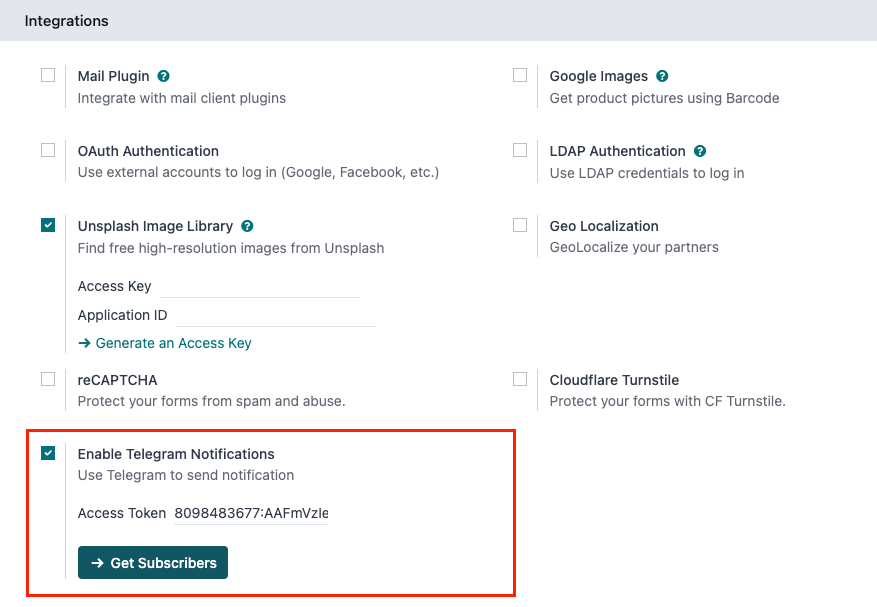 Integrations
Mail Plugin ?
Integrate with mail client plugins
Google Images ?
Get product pictures using Barcode
OAuth Authentication
Use external accounts to log in (Google, Facebook, etc.)
LDAP Authentication ?
Use LDAP credentials to log in
Unsplash Image Library ?
Find free high-resolution images from Unsplash
Access Key
Application ID
→ Generate an Access Key
Geo Localization
GeoLocalize your partners
reCAPTCHA
Protect your forms from spam and abuse.
Cloudflare Turnstile
Protect your forms with CF Turnstile.
Enable Telegram Notifications
Use Telegram to send notification
Access Token 8098483677:AAFmVzIe
→ Get Subscribers